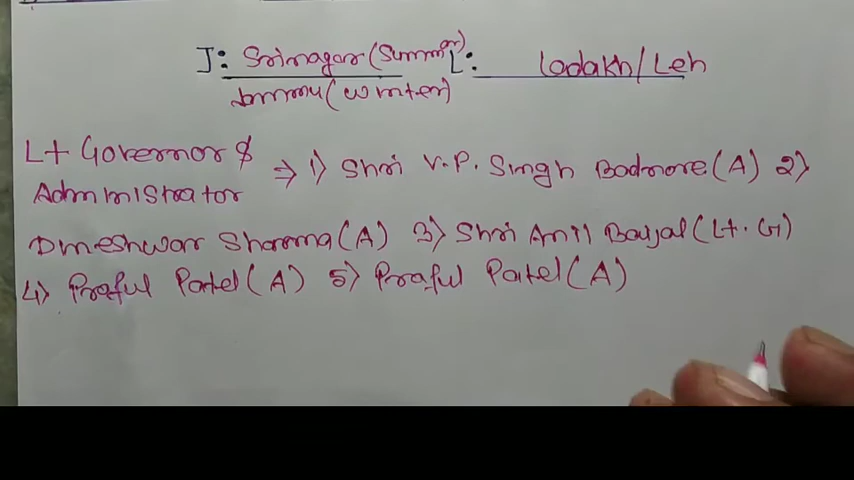 J: Srinagar (Summer) L: Ladakh/Leh
Jammu (Winter)
Lt Governor &
Administrator ⇒ 1) Shri V.P. Singh Badnore (A) 2)
Dineshwar Sharma (A) 3) Shri Anil Baijal (Lt. G)
4) Praful Patel (A) 5) Praful Patel (A)